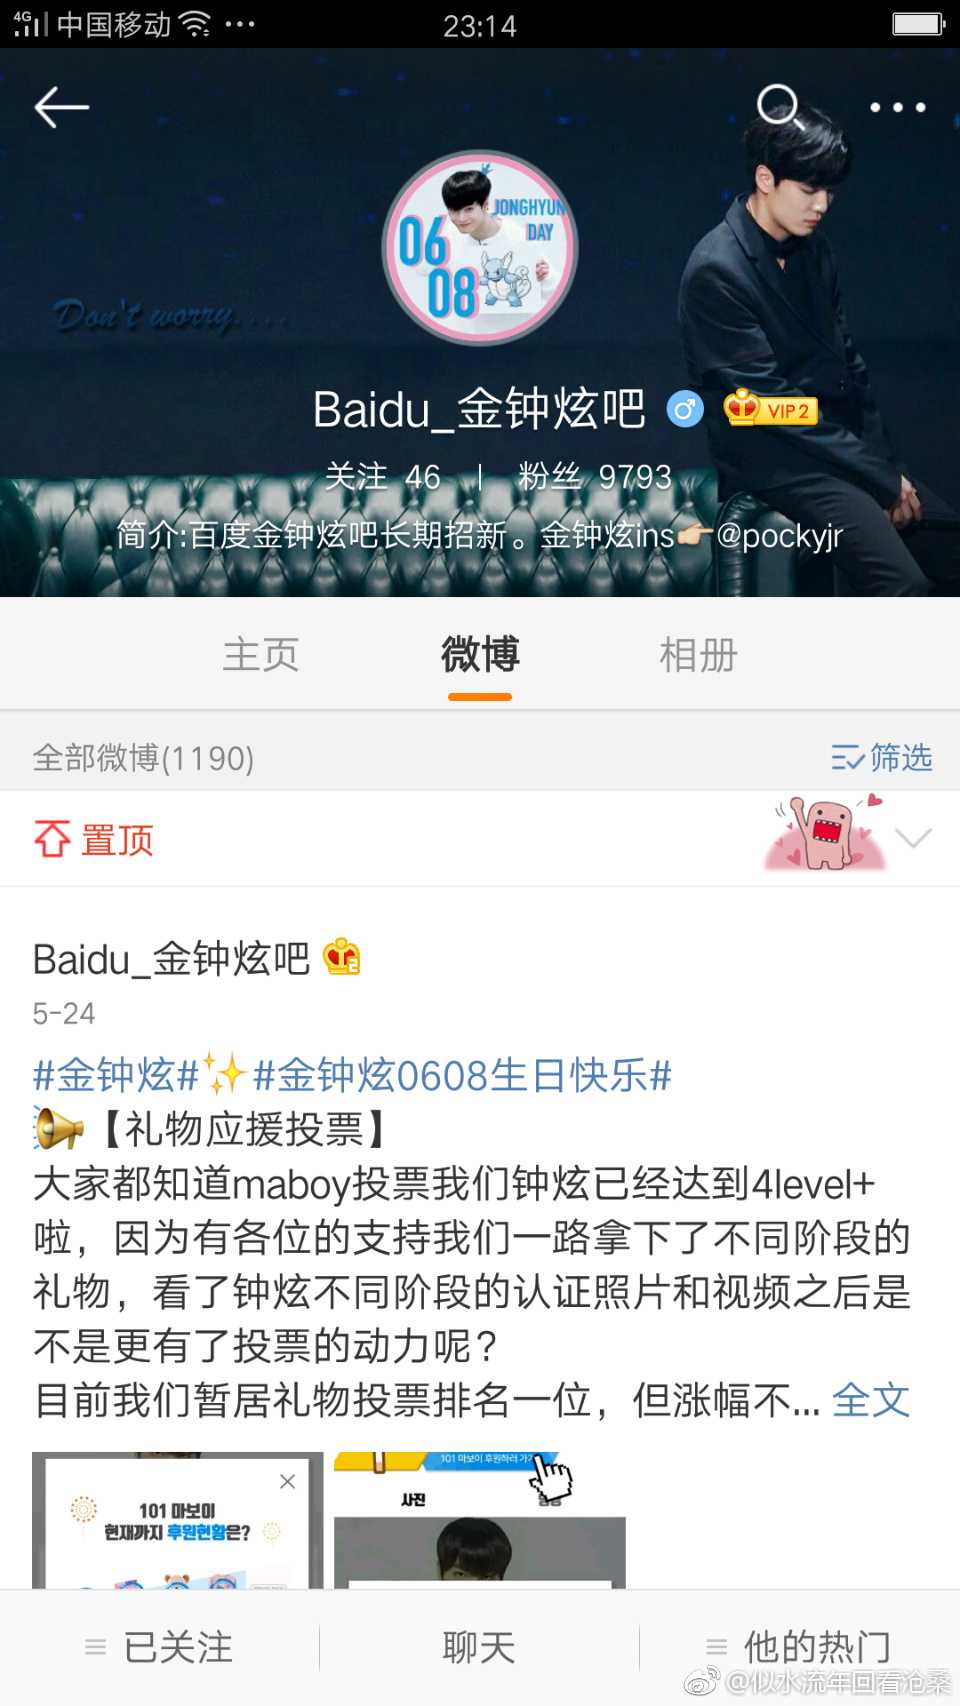 4G 中国移动 ... 23:14
JONGHYUN
DAY
06
08
Don't worry....
Baidu_金钟炫吧 VIP 2
关注 46 | 粉丝 9793
简介:百度金钟炫吧长期招新。金钟炫ins👉@pockyjr
主页 微博 相册
全部微博(1190) 筛选
置顶
Baidu_金钟炫吧 2
5-24
#金钟炫#✨#金钟炫0608生日快乐#
📢【礼物应援投票】
大家都知道maboy投票我们钟炫已经达到4level+
啦，因为有各位的支持我们一路拿下了不同阶段的
礼物，看了钟炫不同阶段的认证照片和视频之后是
不是更有了投票的动力呢？
目前我们暂居礼物投票排名一位，但涨幅不... 全文
101 마보이
현재까지 후원현황은?
101 마보이 후원하러 가기
사진
已关注 聊天 他的热门
@似水流年回看沧桑